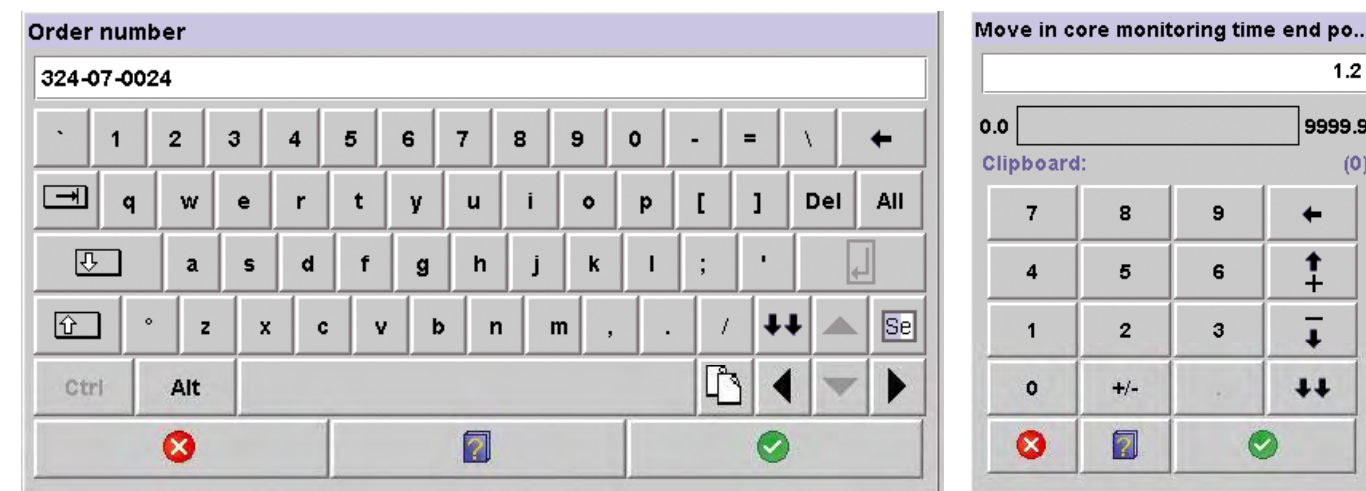 Order number
324-07-0024
` 1 2 3 4 5 6 7 8 9 0 - = \
q w e r t y u i o p [ ] Del All
a s d f g h j k l ; '
° z x c v b n m , . / Se
Ctrl Alt
?
Move in core monitoring time end po..
1.2
0.0 9999.9
Clipboard: (0)
7 8 9
4 5 6 +
1 2 3 −
0 +/- .
?